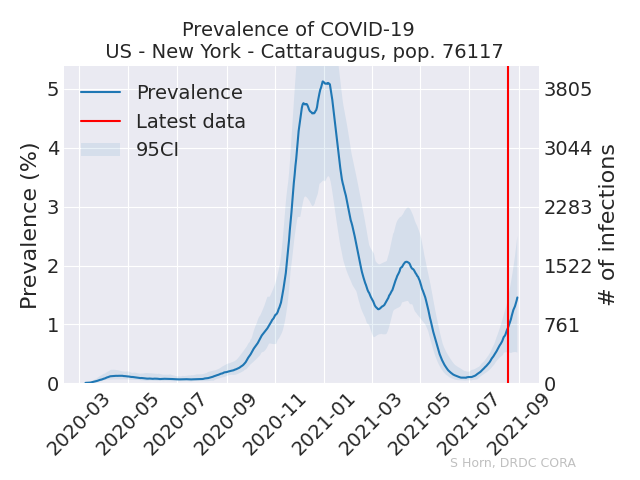 Prevalence of COVID-19
US - New York - Cattaraugus, pop. 76117
Prevalence
Latest data
95CI
Prevalence (%)
5
4
3
2
1
0
# of infections
3805
3044
2283
1522
761
0
2020-03
2020-05
2020-07
2020-09
2020-11
2021-01
2021-03
2021-05
2021-07
2021-09
S Horn, DRDC CORA